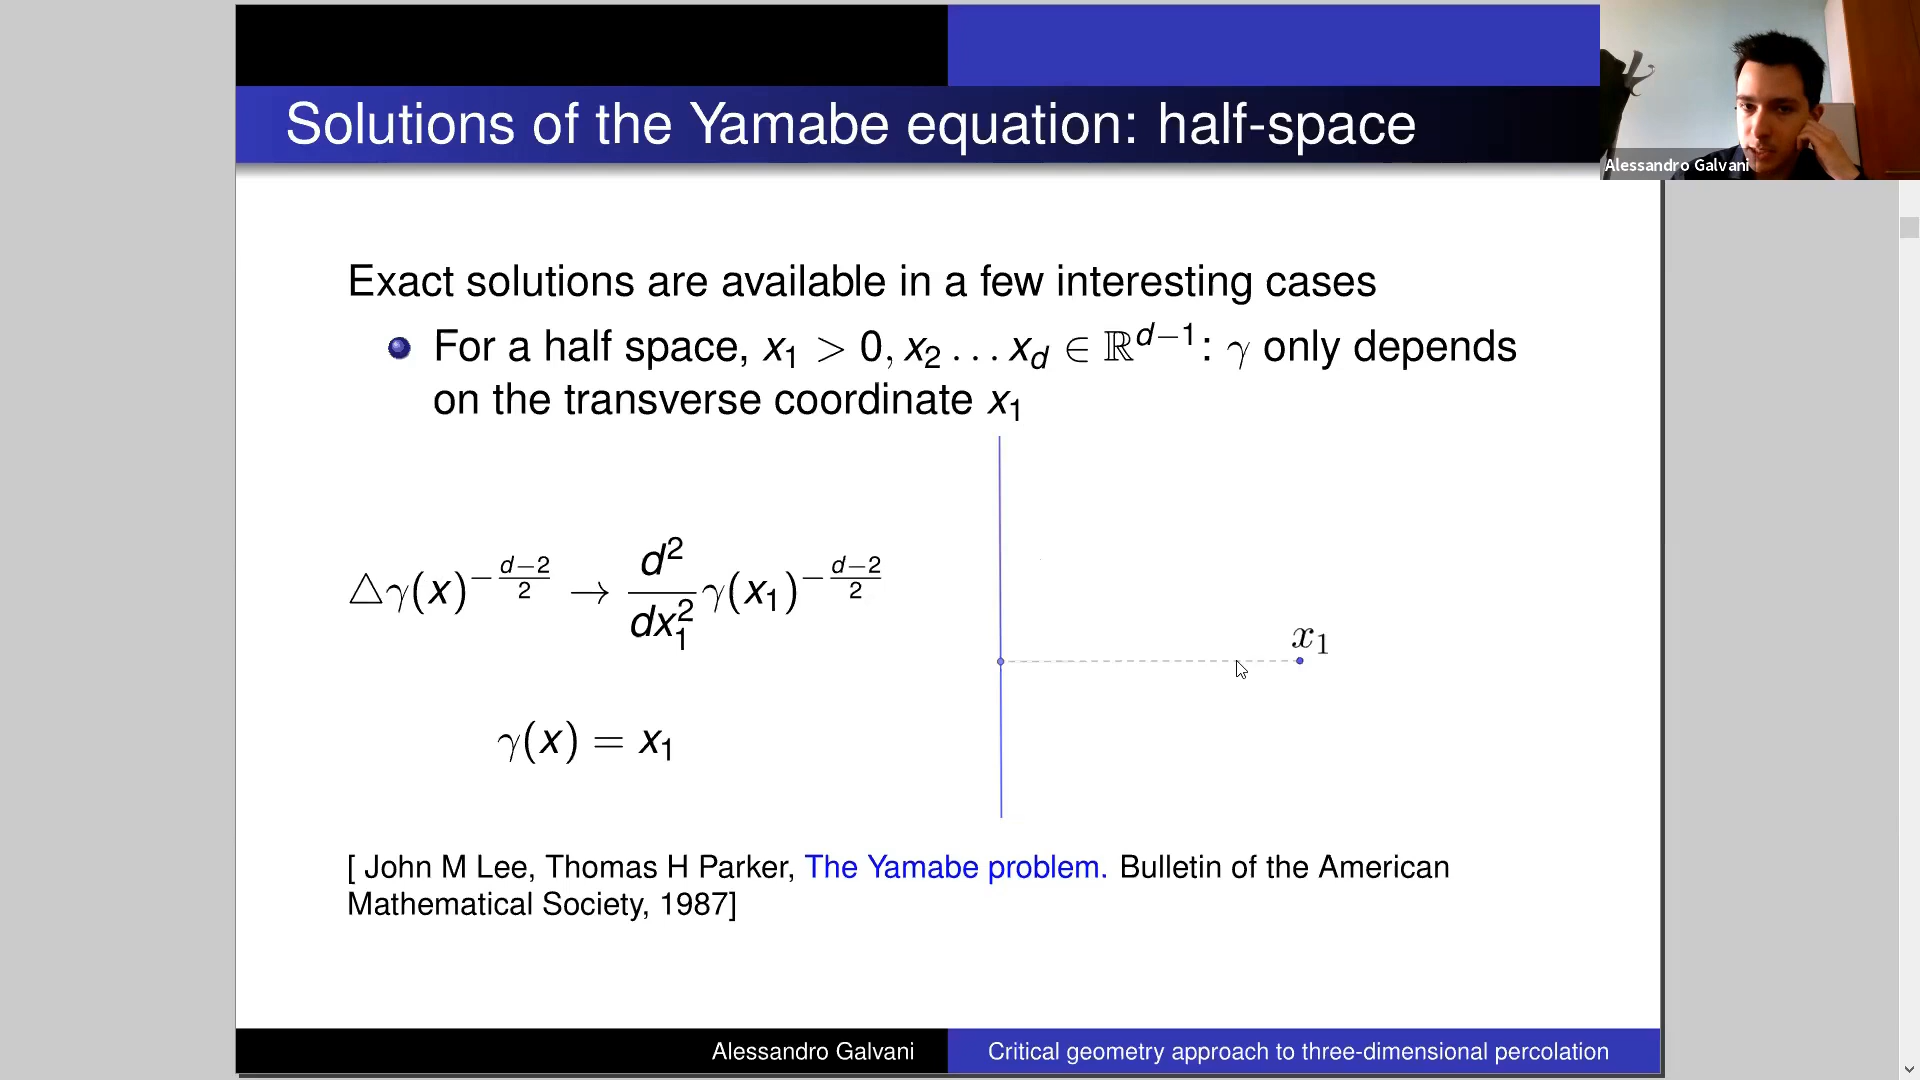 Solutions of the Yamabe equation: half-space
Alessandro Galvani
Exact solutions are available in a few interesting cases
For a half space, x₁ > 0, x₂ … x_d ∈ ℝ^{d−1}: γ only depends
on the transverse coordinate x₁
△γ(x)^{−\frac{d−2}{2}} → \frac{d²}{dx₁²} γ(x₁)^{−\frac{d−2}{2}}
x₁
γ(x) = x₁
[ John M Lee, Thomas H Parker, The Yamabe problem. Bulletin of the American
Mathematical Society, 1987]
Alessandro Galvani
Critical geometry approach to three-dimensional percolation